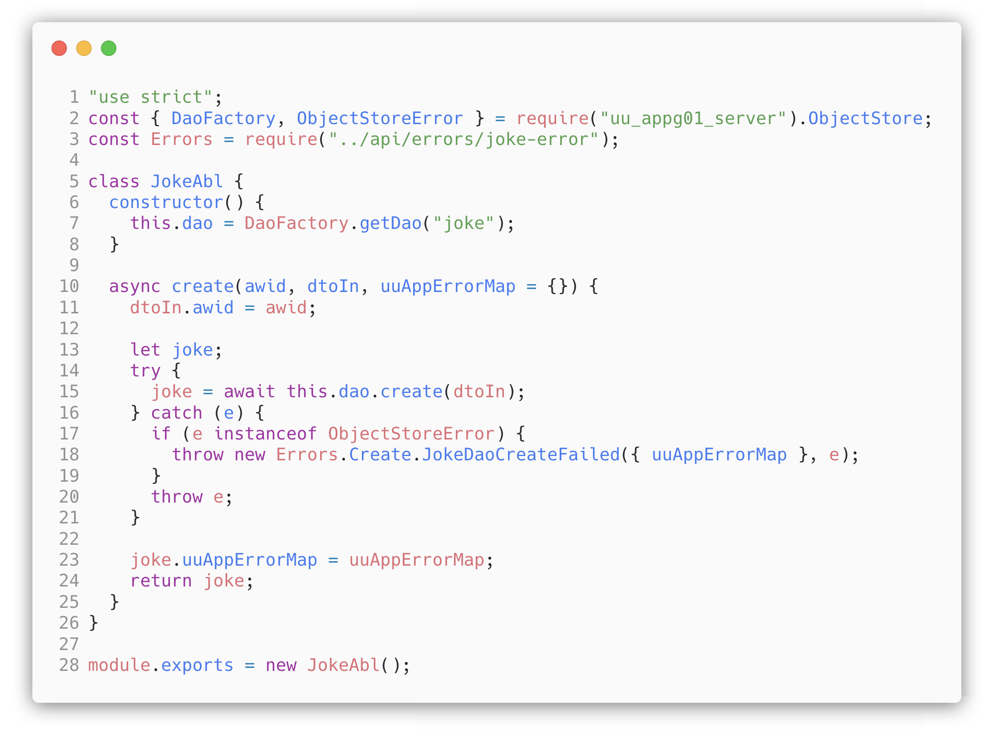 1 "use strict";
2 const { DaoFactory, ObjectStoreError } = require("uu_appg01_server").ObjectStore;
3 const Errors = require("../api/errors/joke-error");
4
5 class JokeAbl {
6   constructor() {
7     this.dao = DaoFactory.getDao("joke");
8   }
9
10   async create(awid, dtoIn, uuAppErrorMap = {}) {
11     dtoIn.awid = awid;
12
13     let joke;
14     try {
15       joke = await this.dao.create(dtoIn);
16     } catch (e) {
17       if (e instanceof ObjectStoreError) {
18         throw new Errors.Create.JokeDaoCreateFailed({ uuAppErrorMap }, e);
19       }
20       throw e;
21     }
22
23     joke.uuAppErrorMap = uuAppErrorMap;
24     return joke;
25   }
26 }
27
28 module.exports = new JokeAbl();